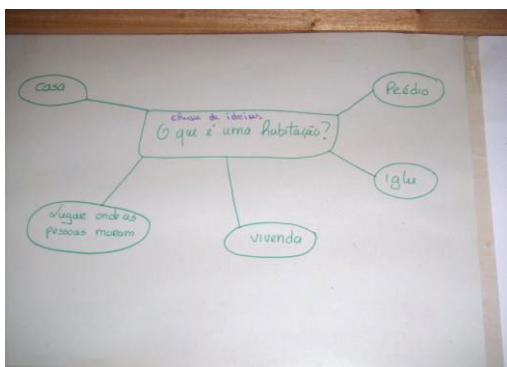 casa
Prédio
chuva de ideias
O que é uma habitação?
Iglu
Lugar onde as
pessoas moram
vivenda